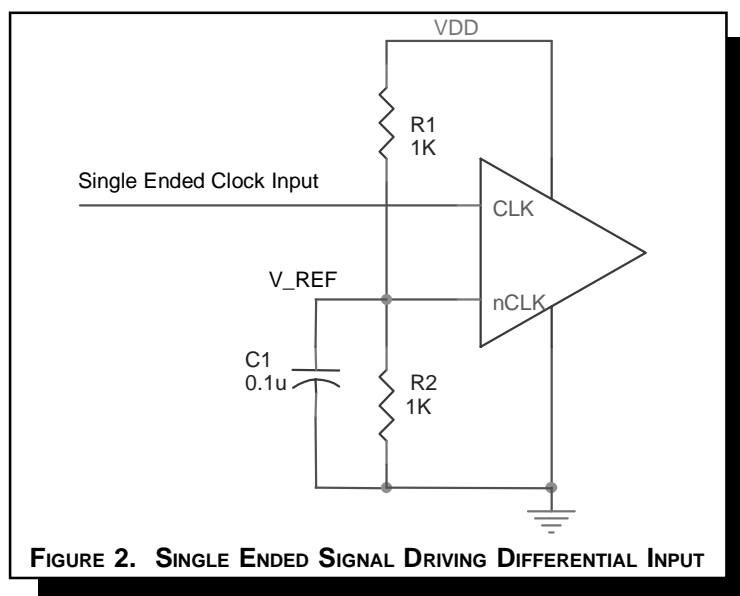 VDD
R1
1K
Single Ended Clock Input
CLK
V_REF
nCLK
C1
0.1u
R2
1K
FIGURE 2. SINGLE ENDED SIGNAL DRIVING DIFFERENTIAL INPUT